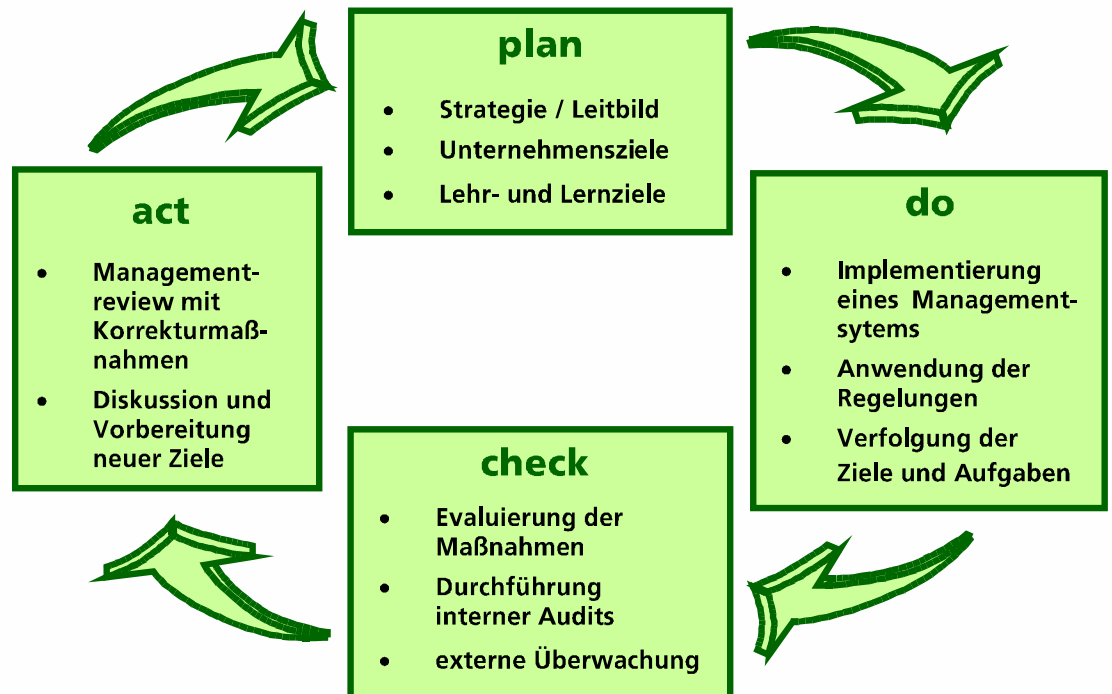 plan
• Strategie / Leitbild
• Unternehmensziele
• Lehr- und Lernziele
do
• Implementierung
eines Management-
sytems
• Anwendung der
Regelungen
• Verfolgung der
Ziele und Aufgaben
check
• Evaluierung der
Maßnahmen
• Durchführung
interner Audits
• externe Überwachung
act
• Management-
review mit
Korrekturmaß-
nahmen
• Diskussion und
Vorbereitung
neuer Ziele